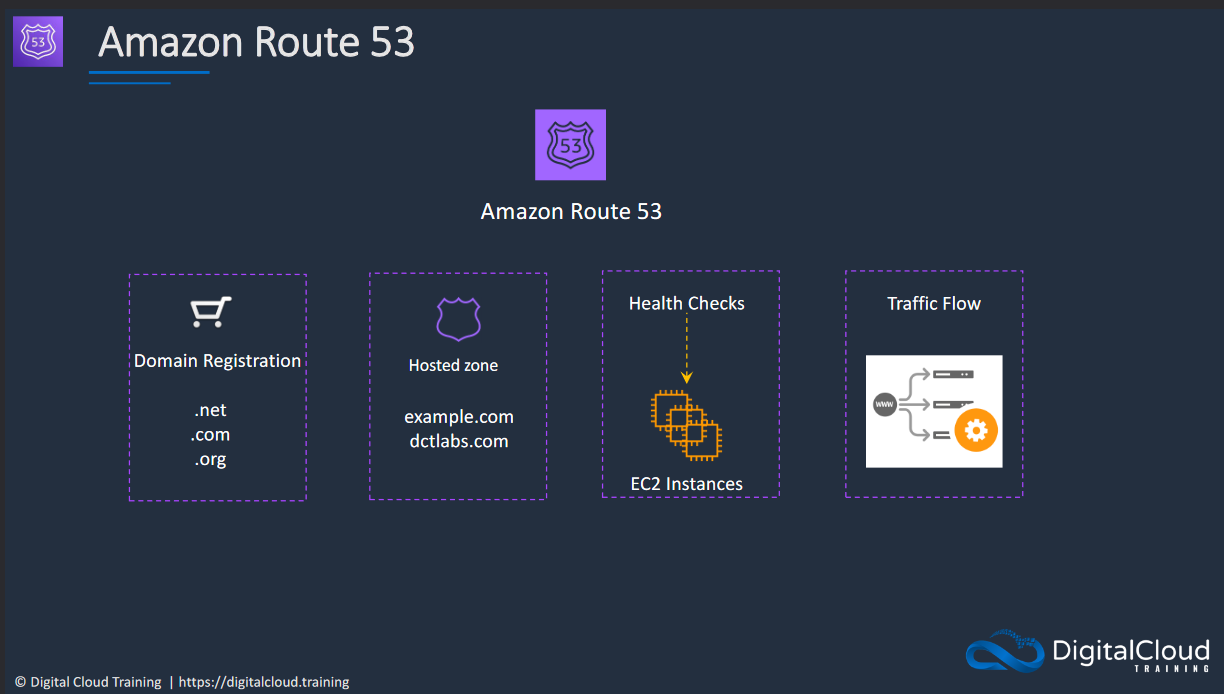 53
Amazon Route 53
53
Amazon Route 53
Domain Registration
.net
.com
.org
Hosted zone
example.com
dctlabs.com
Health Checks
EC2 Instances
Traffic Flow
www
DigitalCloud
TRAINING
© Digital Cloud Training | https://digitalcloud.training